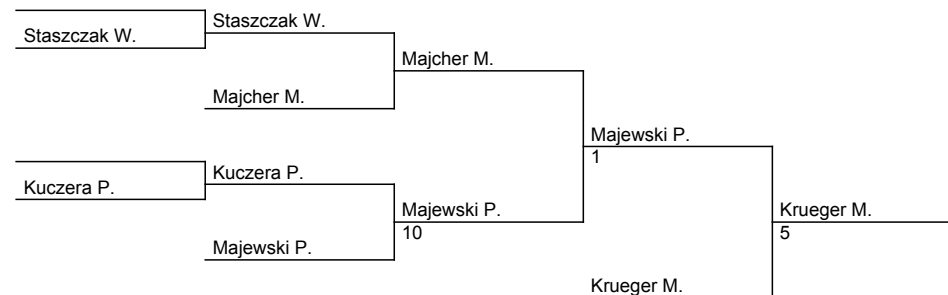 Staszczak W.
Staszczak W.
Majcher M.
Majcher M.
Majewski P.
1
Kuczera P.
Kuczera P.
Majewski P.
10
Krueger M.
5
Majewski P.
Krueger M.